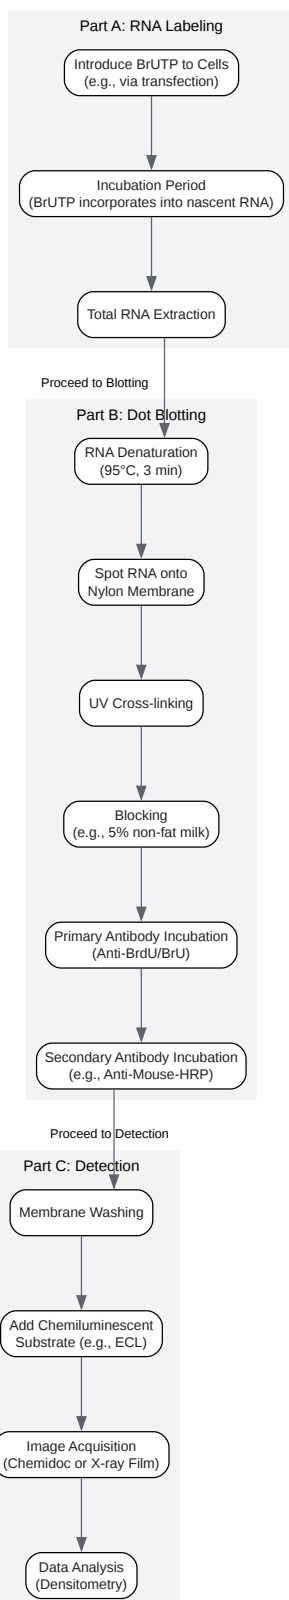 Part A: RNA Labeling
Introduce BrUTP to Cells
(e.g., via transfection)
Incubation Period
(BrUTP incorporates into nascent RNA)
Total RNA Extraction
Proceed to Blotting
Part B: Dot Blotting
RNA Denaturation
(95°C, 3 min)
Spot RNA onto
Nylon Membrane
UV Cross-linking
Blocking
(e.g., 5% non-fat milk)
Primary Antibody Incubation
(Anti-BrdU/BrU)
Secondary Antibody Incubation
(e.g., Anti-Mouse-HRP)
Proceed to Detection
Part C: Detection
Membrane Washing
Add Chemiluminescent
Substrate (e.g., ECL)
Image Acquisition
(Chemidoc or X-ray Film)
Data Analysis
(Densitometry)